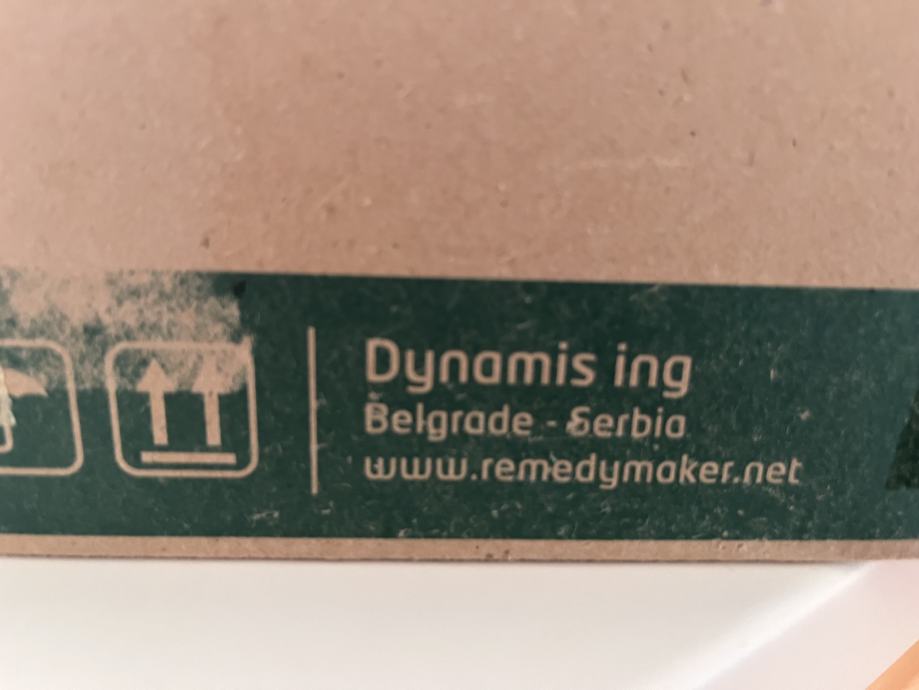 Dynamis ing
Belgrade - Serbia
www.remedymaker.net